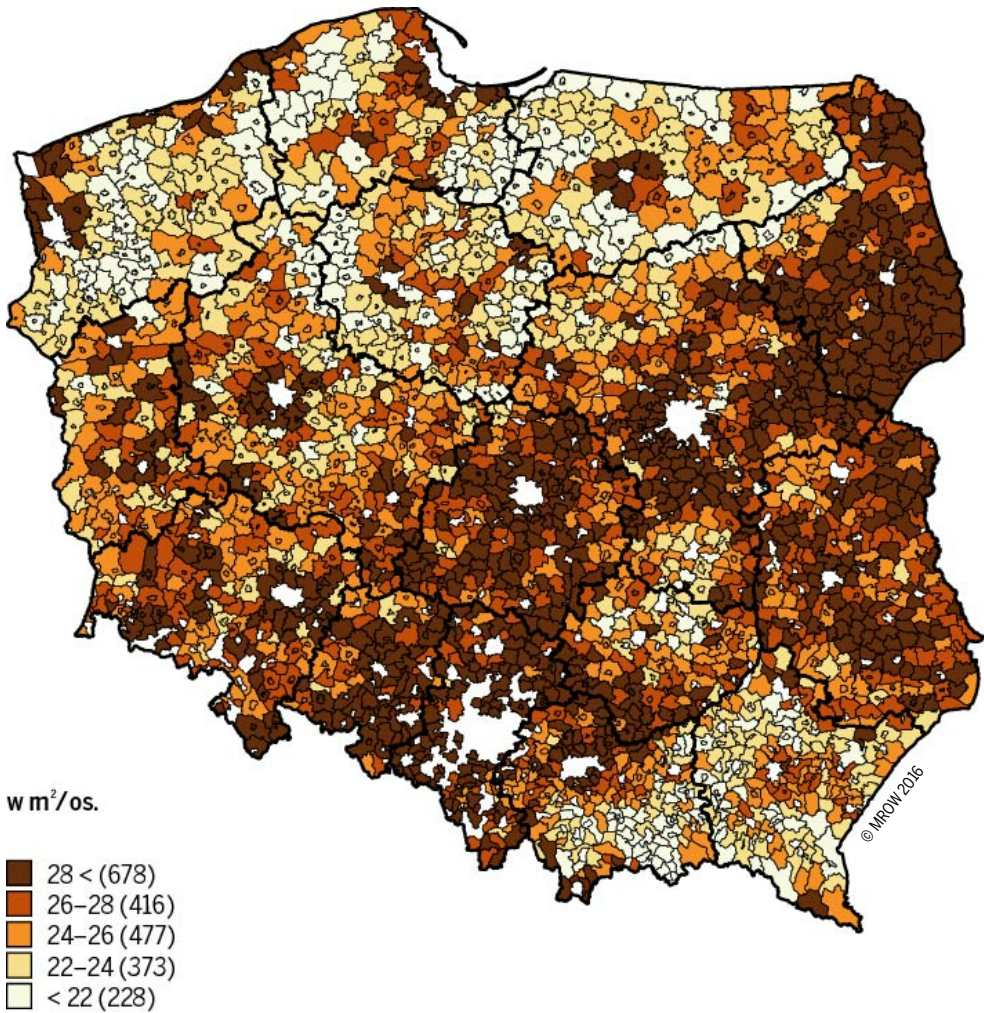 © MROW 2016
w m²/os.
28 < (678)
26–28 (416)
24–26 (477)
22–24 (373)
< 22 (228)